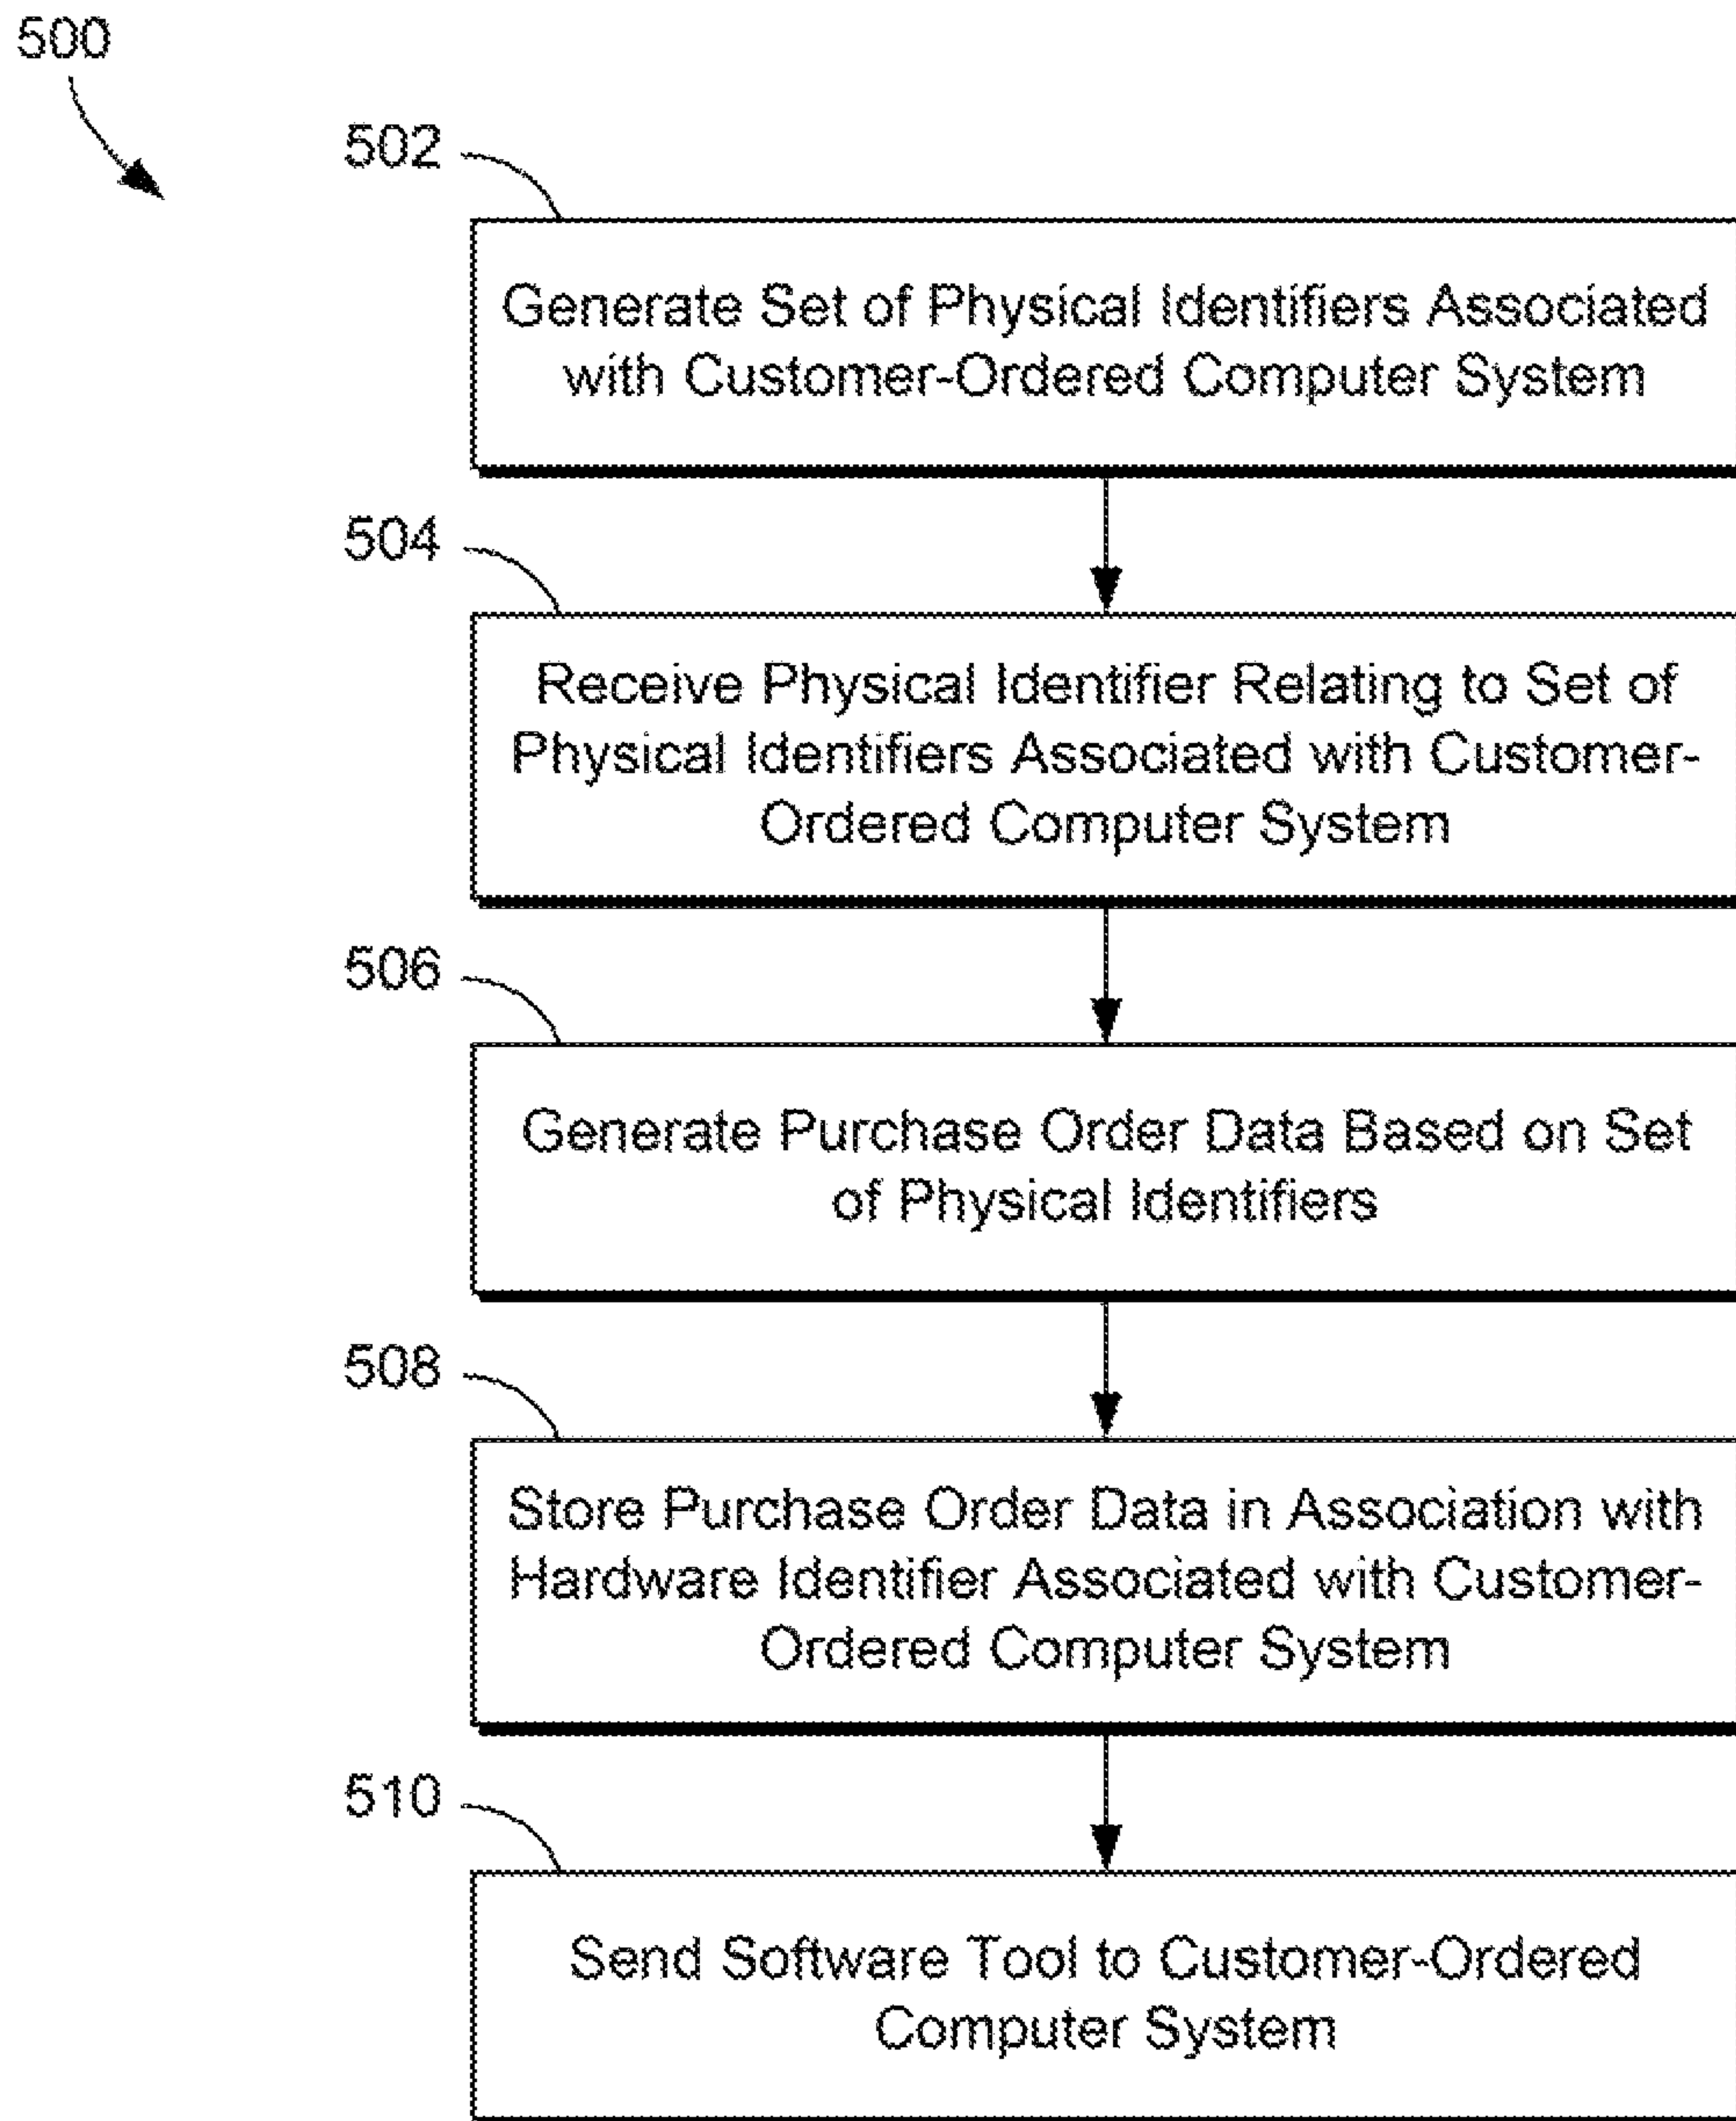 500
502
Generate Set of Physical Identifiers Associated
with Customer-Ordered Computer System
504
Receive Physical Identifier Relating to Set of
Physical Identifiers Associated with Customer-
Ordered Computer System
506
Generate Purchase Order Data Based on Set
of Physical Identifiers
508
Store Purchase Order Data in Association with
Hardware Identifier Associated with Customer-
Ordered Computer System
510
Send Software Tool to Customer-Ordered
Computer System